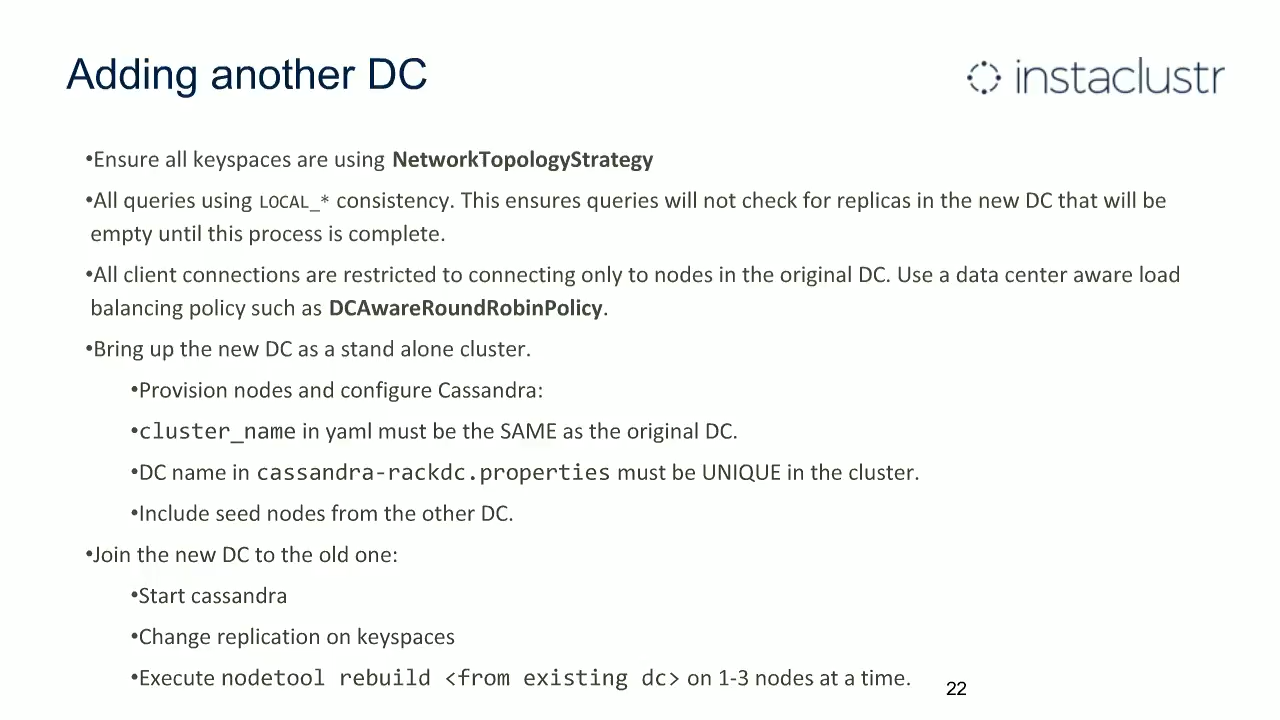 Adding another DC
instaclustr
•Ensure all keyspaces are using NetworkTopologyStrategy
•All queries using LOCAL_* consistency. This ensures queries will not check for replicas in the new DC that will be
empty until this process is complete.
•All client connections are restricted to connecting only to nodes in the original DC. Use a data center aware load
balancing policy such as DCAwareRoundRobinPolicy.
•Bring up the new DC as a stand alone cluster.
•Provision nodes and configure Cassandra:
•cluster_name in yaml must be the SAME as the original DC.
•DC name in cassandra-rackdc.properties must be UNIQUE in the cluster.
•Include seed nodes from the other DC.
•Join the new DC to the old one:
•Start cassandra
•Change replication on keyspaces
•Execute nodetool rebuild <from existing dc> on 1-3 nodes at a time.
22